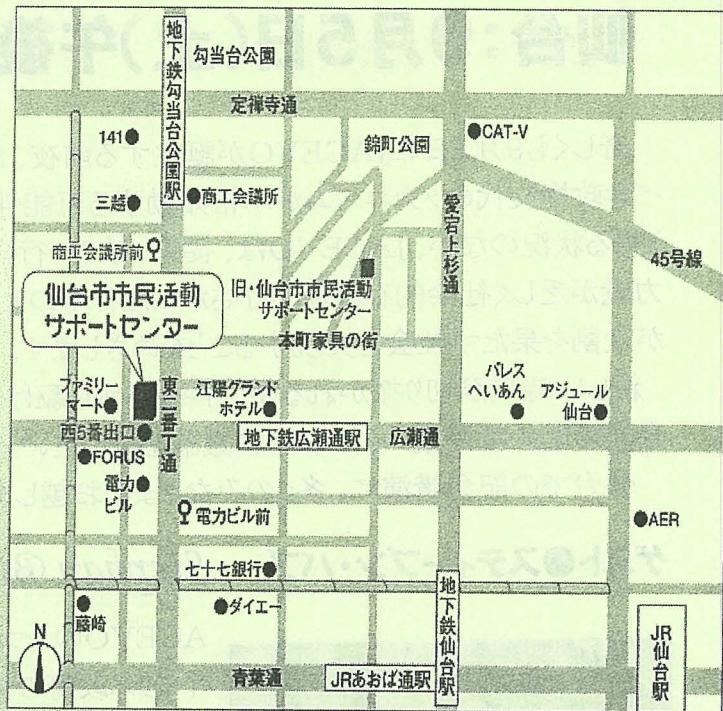 地下鉄勾当台公園駅
勾当台公園
定禅寺通
141
錦町公園
CAT-V
三越
商工会議所
愛宕上杉通
商工会議所前
45号線
仙台市市民活動
サポートセンター
旧・仙台市市民活動
サポートセンター
本町家具の街
ファミリー
マート
東二番丁通
江陽グランド
ホテル
パレス
へいあん
アジュール
仙台
西5番出口
地下鉄広瀬通駅
広瀬通
FORUS
電力
ビル
電力ビル前
AER
七十七銀行
藤崎
ダイエー
地下鉄仙台駅
N
青葉通
JRあおば通駅
JR
仙台駅